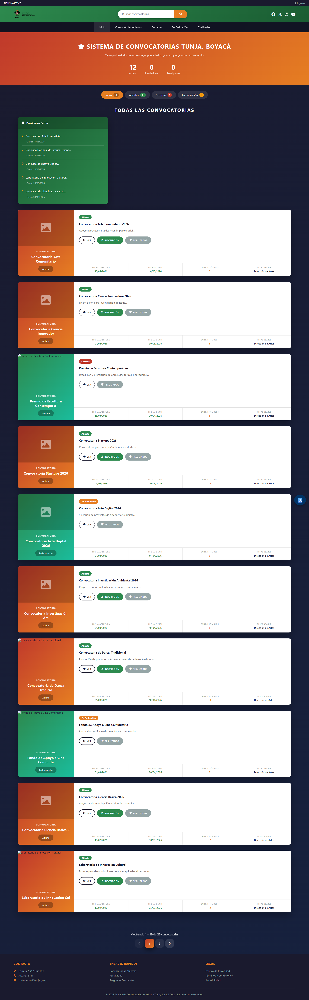 TUNJA.GOV.CO
Ingresar
Buscar convocatorias...
Inicio
Convocatorias Abiertas
Cerradas
En Evaluación
Finalizadas
SISTEMA DE CONVOCATORIAS TUNJA, BOYACÁ
Más oportunidades en un solo lugar para artistas, gestores y organizaciones culturales
12
0
0
Activas
Postulaciones
Participantes
Todas 20
Abiertas 12
Cerradas 5
En Evaluación 3
TODAS LAS CONVOCATORIAS
Próximas a Cerrar
Convocatoria Arte Local 2026...
Cierra: 15/03/2026
Concurso Nacional de Pintura Urbana...
Cierra: 15/03/2026
Concurso de Ensayo Crítico...
Cierra: 20/03/2026
Laboratorio de Innovación Cultural...
Cierra: 25/03/2026
Convocatoria Ciencia Básica 2026...
Cierra: 30/03/2026
CONVOCATORIA
Convocatoria Arte
Comunitario
Abierta
Abierta
Convocatoria Arte Comunitario 2026
Apoyo a procesos artísticos con impacto social....
VER
INSCRIPCIÓN
RESULTADOS
FECHA APERTURA
FECHA CIERRE
CANT. ESTÍMULOS
RESPONSABLE
10/04/2026
10/05/2026
5
Dirección de Artes
CONVOCATORIA
Convocatoria Ciencia
Innovador
Abierta
Abierta
Convocatoria Ciencia Innovadora 2026
Financiación para investigación aplicada....
VER
INSCRIPCIÓN
RESULTADOS
FECHA APERTURA
FECHA CIERRE
CANT. ESTÍMULOS
RESPONSABLE
01/04/2026
30/05/2026
8
Dirección de Artes
Premio de Escultura Contemporánea
CONVOCATORIA
Premio de Escultura
Contempor�
Cerrada
Cerrada
Premio de Escultura Contemporánea
Exposición y premiación de obras escultóricas innovadoras....
VER
RESULTADOS
FECHA APERTURA
FECHA CIERRE
CANT. ESTÍMULOS
RESPONSABLE
15/03/2026
30/04/2026
5
Dirección de Artes
CONVOCATORIA
Convocatoria Startups 2026
Abierta
Abierta
Convocatoria Startups 2026
Convocatoria para aceleración de nuevas startups....
VER
INSCRIPCIÓN
RESULTADOS
FECHA APERTURA
FECHA CIERRE
CANT. ESTÍMULOS
RESPONSABLE
05/03/2026
20/04/2026
15
Dirección de Artes
CONVOCATORIA
Convocatoria Arte Digital
2026
En Evaluación
En Evaluación
Convocatoria Arte Digital 2026
Selección de proyectos de diseño y arte digital....
VER
RESULTADOS
FECHA APERTURA
FECHA CIERRE
CANT. ESTÍMULOS
RESPONSABLE
01/03/2026
01/04/2026
6
Dirección de Artes
CONVOCATORIA
Convocatoria Investigación
Am
Abierta
Abierta
Convocatoria Investigación Ambiental 2026
Proyectos sobre sostenibilidad y impacto ambiental....
VER
INSCRIPCIÓN
RESULTADOS
FECHA APERTURA
FECHA CIERRE
CANT. ESTÍMULOS
RESPONSABLE
01/03/2026
10/04/2026
8
Dirección de Artes
Convocatoria de Danza Tradicional
CONVOCATORIA
Convocatoria de Danza
Tradicio
Abierta
Abierta
Convocatoria de Danza Tradicional
Promoción de prácticas culturales a través de la danza tradicional....
VER
INSCRIPCIÓN
RESULTADOS
FECHA APERTURA
FECHA CIERRE
CANT. ESTÍMULOS
RESPONSABLE
01/03/2026
10/04/2026
10
Dirección de Artes
Fondo de Apoyo a Cine Comunitario
CONVOCATORIA
Fondo de Apoyo a Cine
Comunita
En Evaluación
En Evaluación
Fondo de Apoyo a Cine Comunitario
Producción audiovisual con enfoque comunitario....
VER
RESULTADOS
FECHA APERTURA
FECHA CIERRE
CANT. ESTÍMULOS
RESPONSABLE
01/03/2026
30/04/2026
7
Dirección de Artes
CONVOCATORIA
Convocatoria Ciencia Básica 2
Abierta
Abierta
Convocatoria Ciencia Básica 2026
Proyectos de investigación en ciencias naturales....
VER
INSCRIPCIÓN
RESULTADOS
FECHA APERTURA
FECHA CIERRE
CANT. ESTÍMULOS
RESPONSABLE
15/02/2026
30/03/2026
12
Dirección de Artes
Laboratorio de Innovación Cultural
CONVOCATORIA
Laboratorio de Innovación Cul
Abierta
Abierta
Laboratorio de Innovación Cultural
Espacio para desarrollar ideas creativas aplicadas al territorio....
VER
INSCRIPCIÓN
RESULTADOS
FECHA APERTURA
FECHA CIERRE
CANT. ESTÍMULOS
RESPONSABLE
10/02/2026
25/03/2026
12
Dirección de Artes
Mostrando 1 - 10 de 20 convocatorias
1
2
CONTACTO
Carrera 7 #1A Sur 114
312 5378141
contactenos@tunja.gov.co
ENLACES RÁPIDOS
Convocatorias Abiertas
Resultados
Preguntas Frecuentes
LEGAL
Política de Privacidad
Términos y Condiciones
Accesibilidad
© 2026 Sistema de Convocatorias alcaldia de Tunja, Boyacá. Todos los derechos reservados.